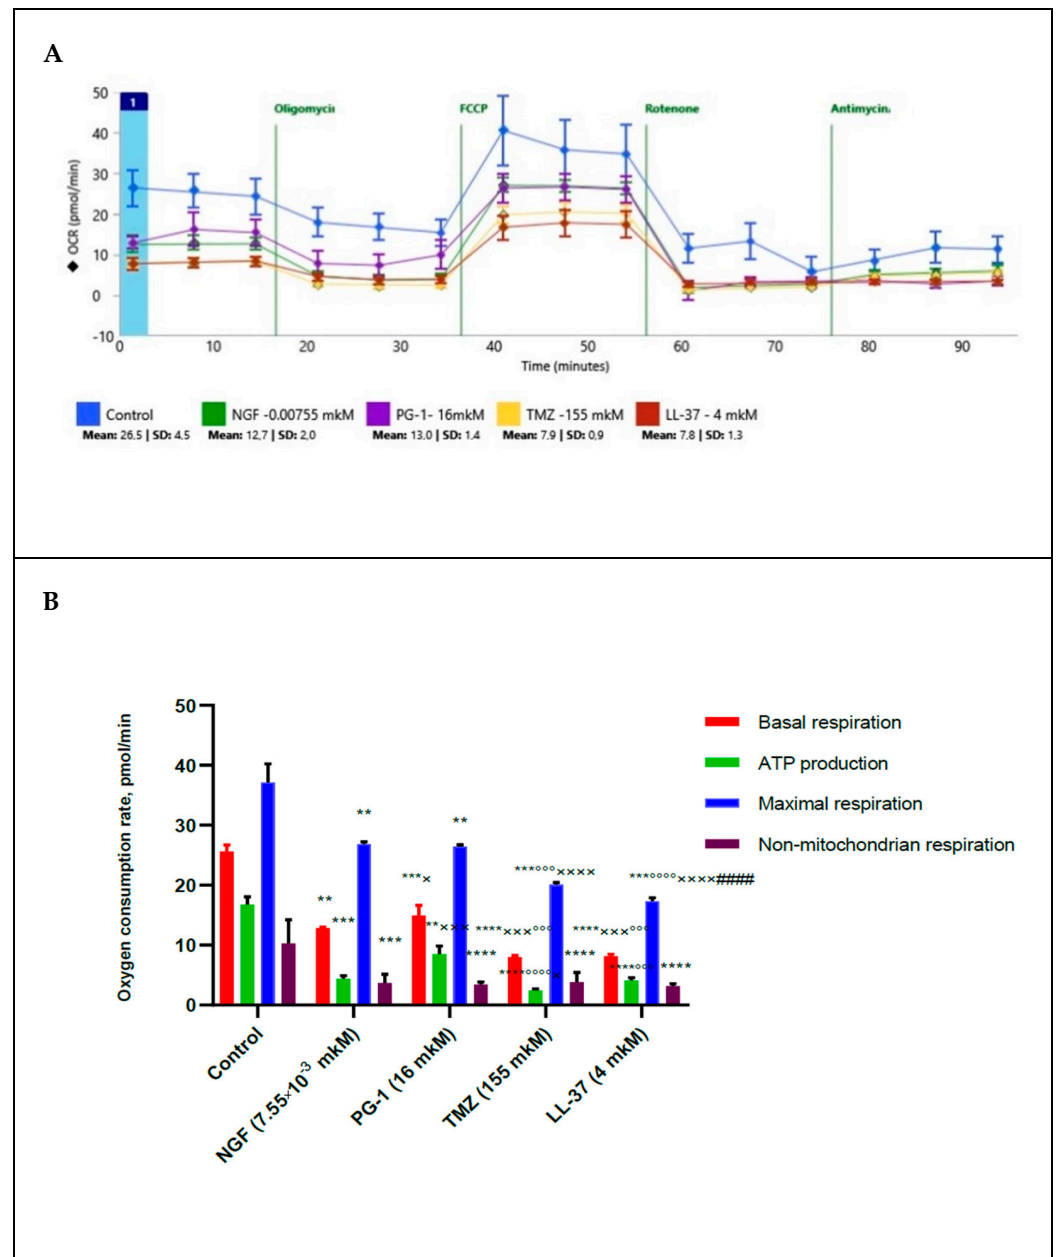 A
50
40
30
20
10
0
-10
OCR (pmol/min)
1
Oligomycin
FCCP
Rotenone
Antimycin
0 10 20 30 40 50 60 70 80 90
Time (minutes)
Control NGF -0.00755 mkM PG-1- 16mkM TMZ -155 mkM LL-37 - 4 mkM
Mean: 26.5 | SD: 4.5 Mean: 12,7 | SD: 2,0 Mean: 13.0 | SD: 1.4 Mean: 7.9 | SD: 0,9 Mean: 7.8 | SD: 1.3
B
Oxygen consumption rate, pmol/min
50
40
30
20
10
0
Basal respiration
ATP production
Maximal respiration
Non-mitochondrian respiration
** *** ** ***
***× **××× ** ****
****×××°°° ****°°°°× ***°°°×××× ****
****×××°°° ****°°° ***°°°°××××#### ****
Control
NGF (7.55×10⁻³ mkM)
PG-1 (16 mkM)
TMZ (155 mkM)
LL-37 (4 mkM)